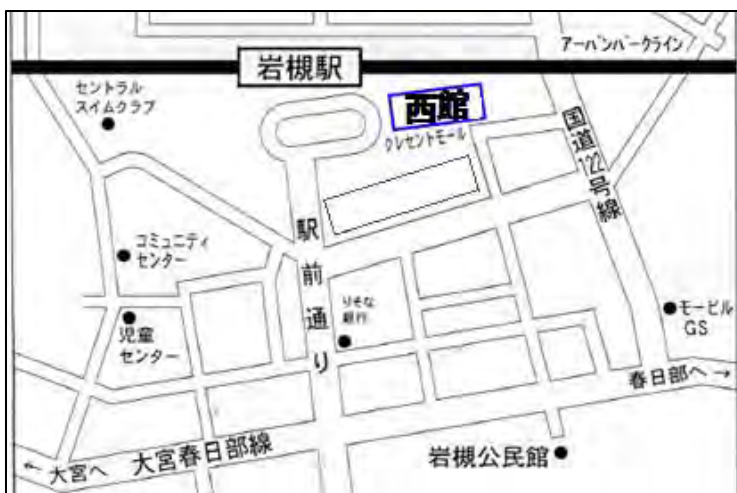 アーバンパークライン
岩槻駅
セントラル
スイムクラブ
西館
クレセントモール
国道122号線
駅前通り
コミュニティ
センター
りそな
銀行
児童
センター
モービル
GS
春日部へ →
← 大宮へ 大宮春日部線
岩槻公民館